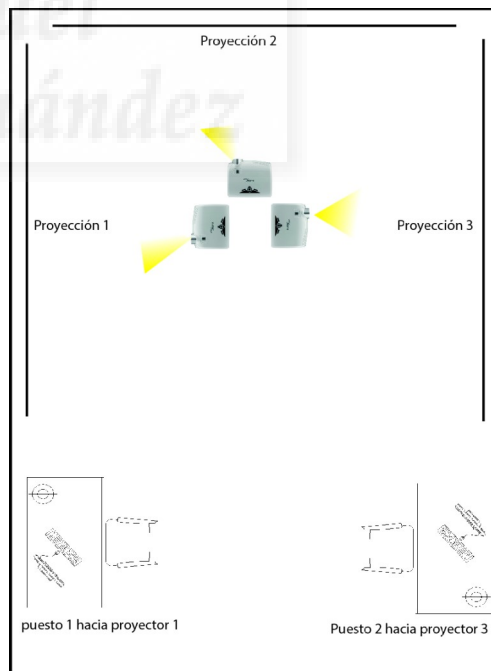 Proyección 2
Proyección 1
Proyección 3
puesto 1 hacia proyector 1
Puesto 2 hacia proyector 3